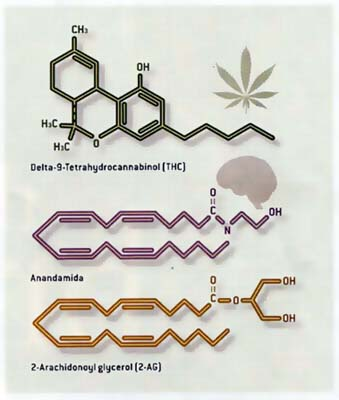 CH₃
OH
H₃C
H₃C
O
Delta-9-Tetrahydrocannabinol (THC)
O
C
OH
N
Anandamida
O
C
O
OH
OH
2-Arachidonoyl glycerol (2-AG)